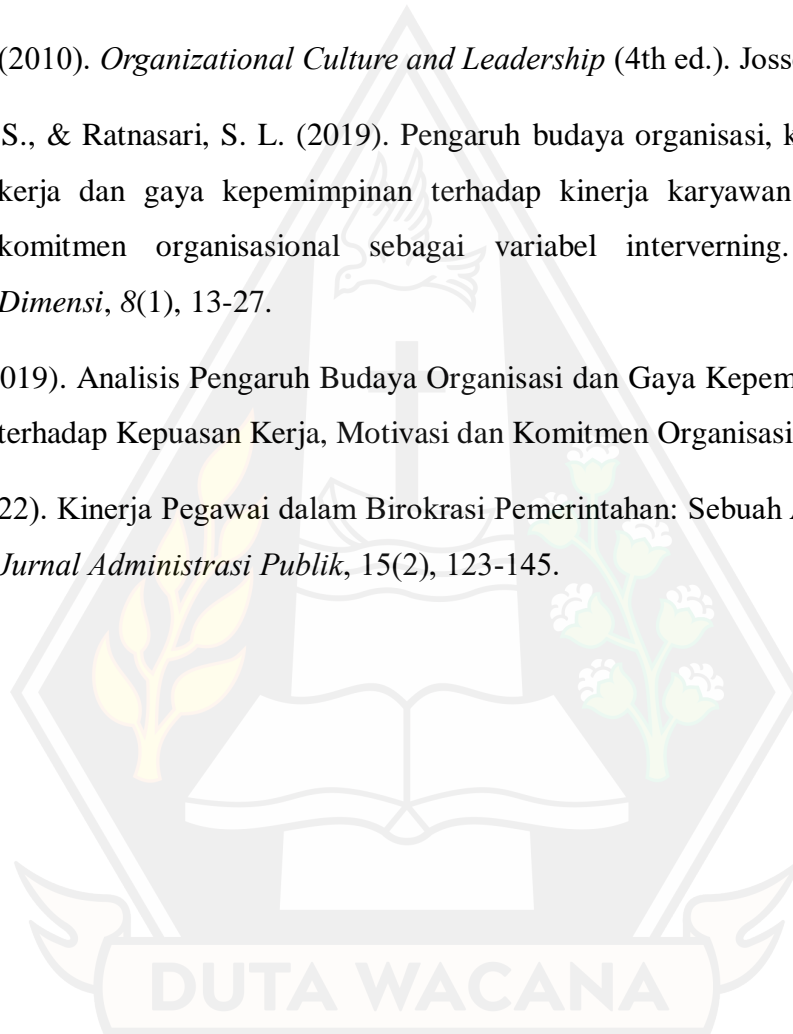 (2010). Organizational Culture and Leadership (4th ed.). Joss
S., & Ratnasari, S. L. (2019). Pengaruh budaya organisasi, k
kerja dan gaya kepemimpinan terhadap kinerja karyawan
komitmen organisasional sebagai variabel interverning.
Dimensi, 8(1), 13-27.
019). Analisis Pengaruh Budaya Organisasi dan Gaya Kepem
terhadap Kepuasan Kerja, Motivasi dan Komitmen Organisasi
22). Kinerja Pegawai dalam Birokrasi Pemerintahan: Sebuah A
Jurnal Administrasi Publik, 15(2), 123-145.
DUTA WACANA